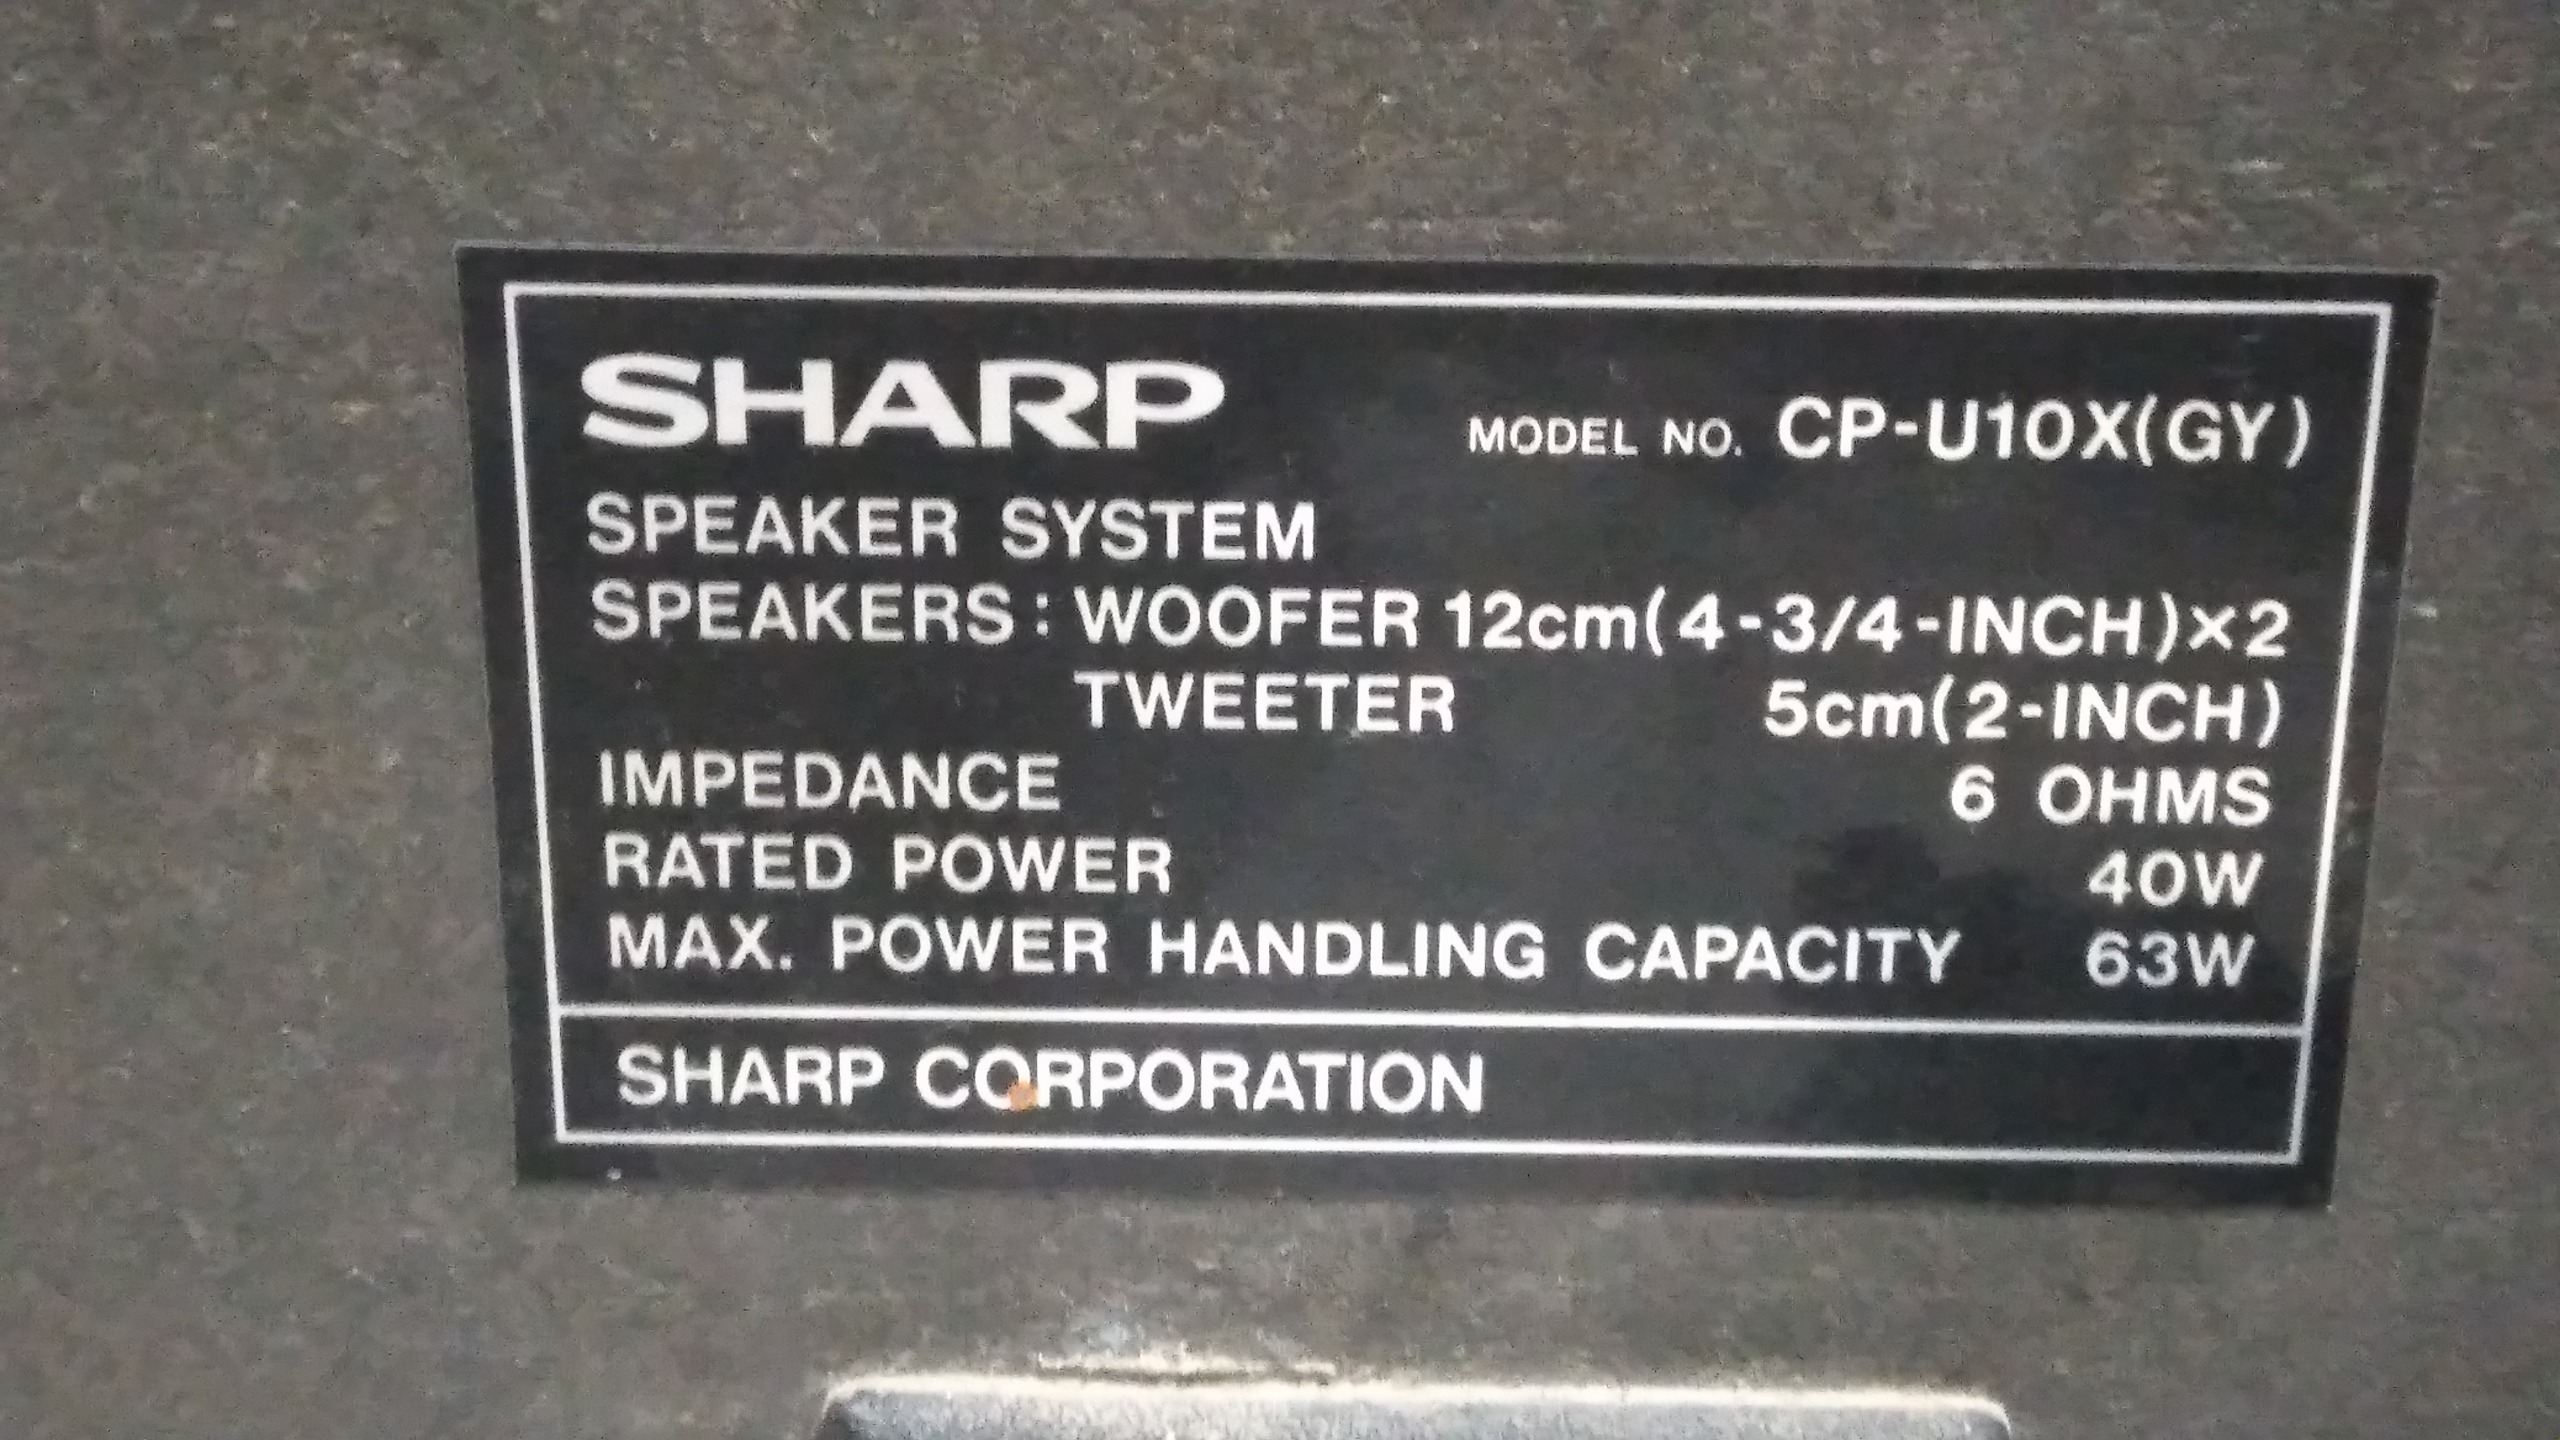 SHARP MODEL NO. CP-U10X(GY)
SPEAKER SYSTEM
SPEAKERS: WOOFER 12cm(4-3/4-INCH)×2
TWEETER 5cm(2-INCH)
IMPEDANCE 6 OHMS
RATED POWER 40W
MAX. POWER HANDLING CAPACITY 63W
SHARP CORPORATION